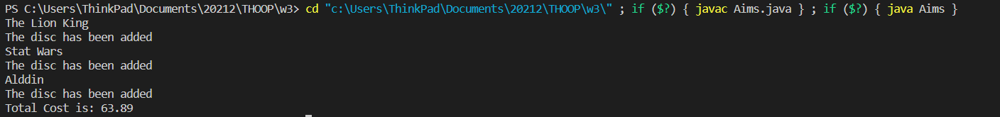 PS C:\Users\ThinkPad\Documents\20212\THOOP\w3> cd "c:\Users\ThinkPad\Documents\20212\THOOP\w3\" ; if ($?) { javac Aims.java } ; if ($?) { java Aims }
The Lion King
The disc has been added
Stat Wars
The disc has been added
Alddin
The disc has been added
Total Cost is: 63.89